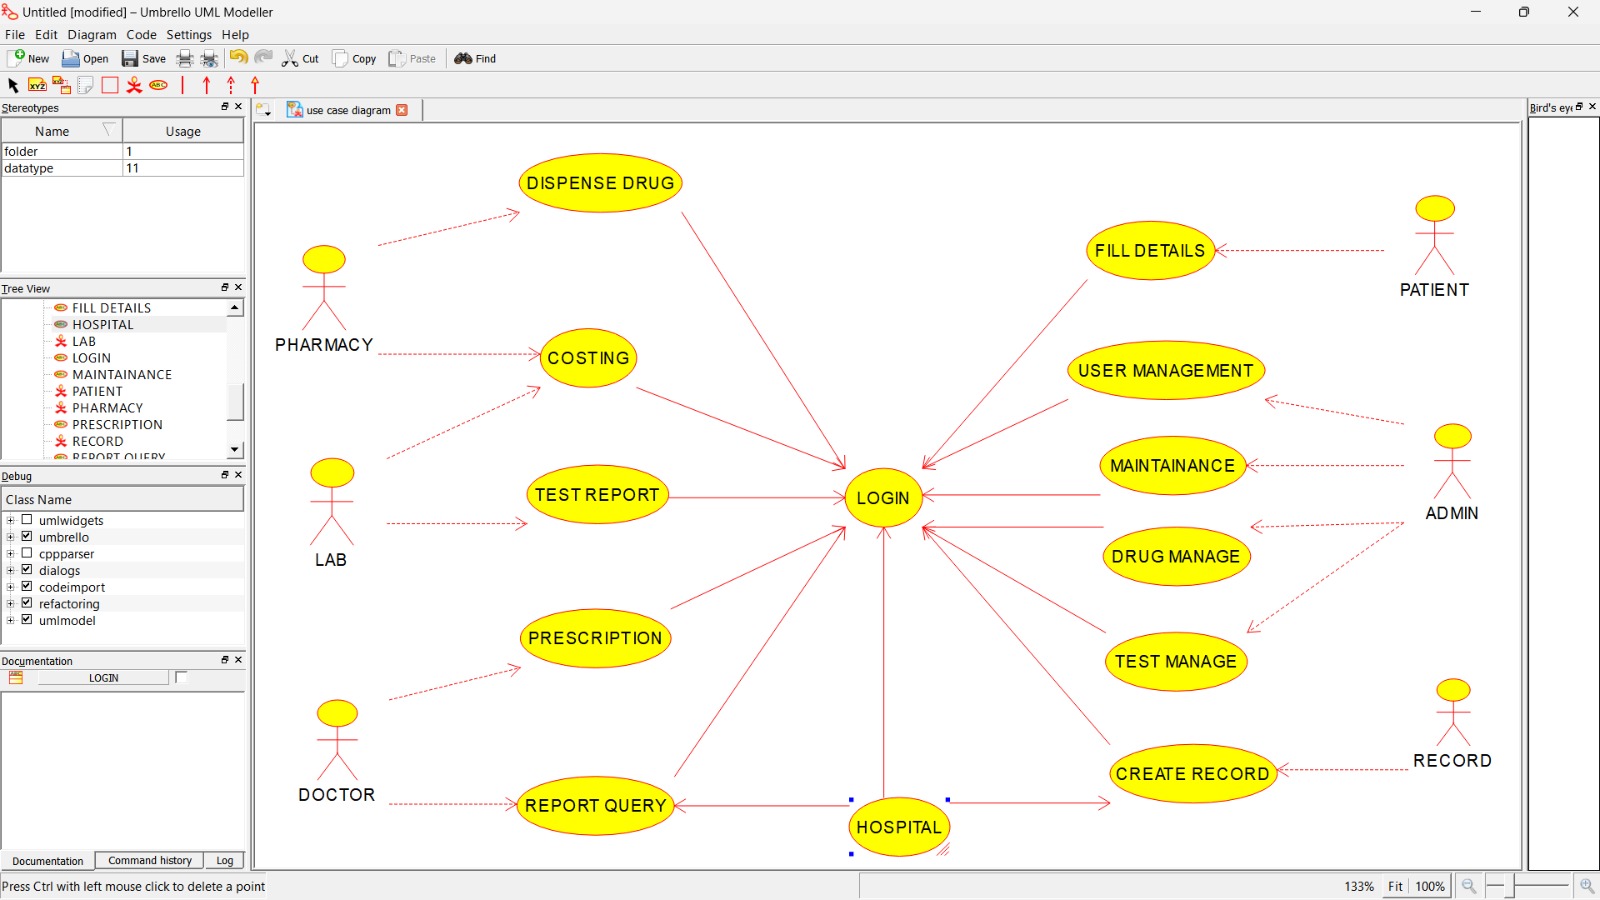 Untitled [modified] – Umbrello UML Modeller
File Edit Diagram Code Settings Help
New Open Save Cut Copy Paste Find
XYZ ABC
Stereotypes
Name Usage
folder 1
datatype 11
Tree View
FILL DETAILS
HOSPITAL
LAB
LOGIN
MAINTAINANCE
PATIENT
PHARMACY
PRESCRIPTION
RECORD
REPORT QUERY
Debug
Class Name
umlwidgets
umbrello
cppparser
dialogs
codeimport
refactoring
umlmodel
Documentation
LOGIN
Documentation Command history Log
Press Ctrl with left mouse click to delete a point
use case diagram
DISPENSE DRUG
FILL DETAILS
PATIENT
PHARMACY
COSTING
USER MANAGEMENT
MAINTAINANCE
TEST REPORT
LOGIN
ADMIN
LAB
DRUG MANAGE
PRESCRIPTION
TEST MANAGE
RECORD
CREATE RECORD
DOCTOR
REPORT QUERY
HOSPITAL
Bird's eye
133% Fit 100%